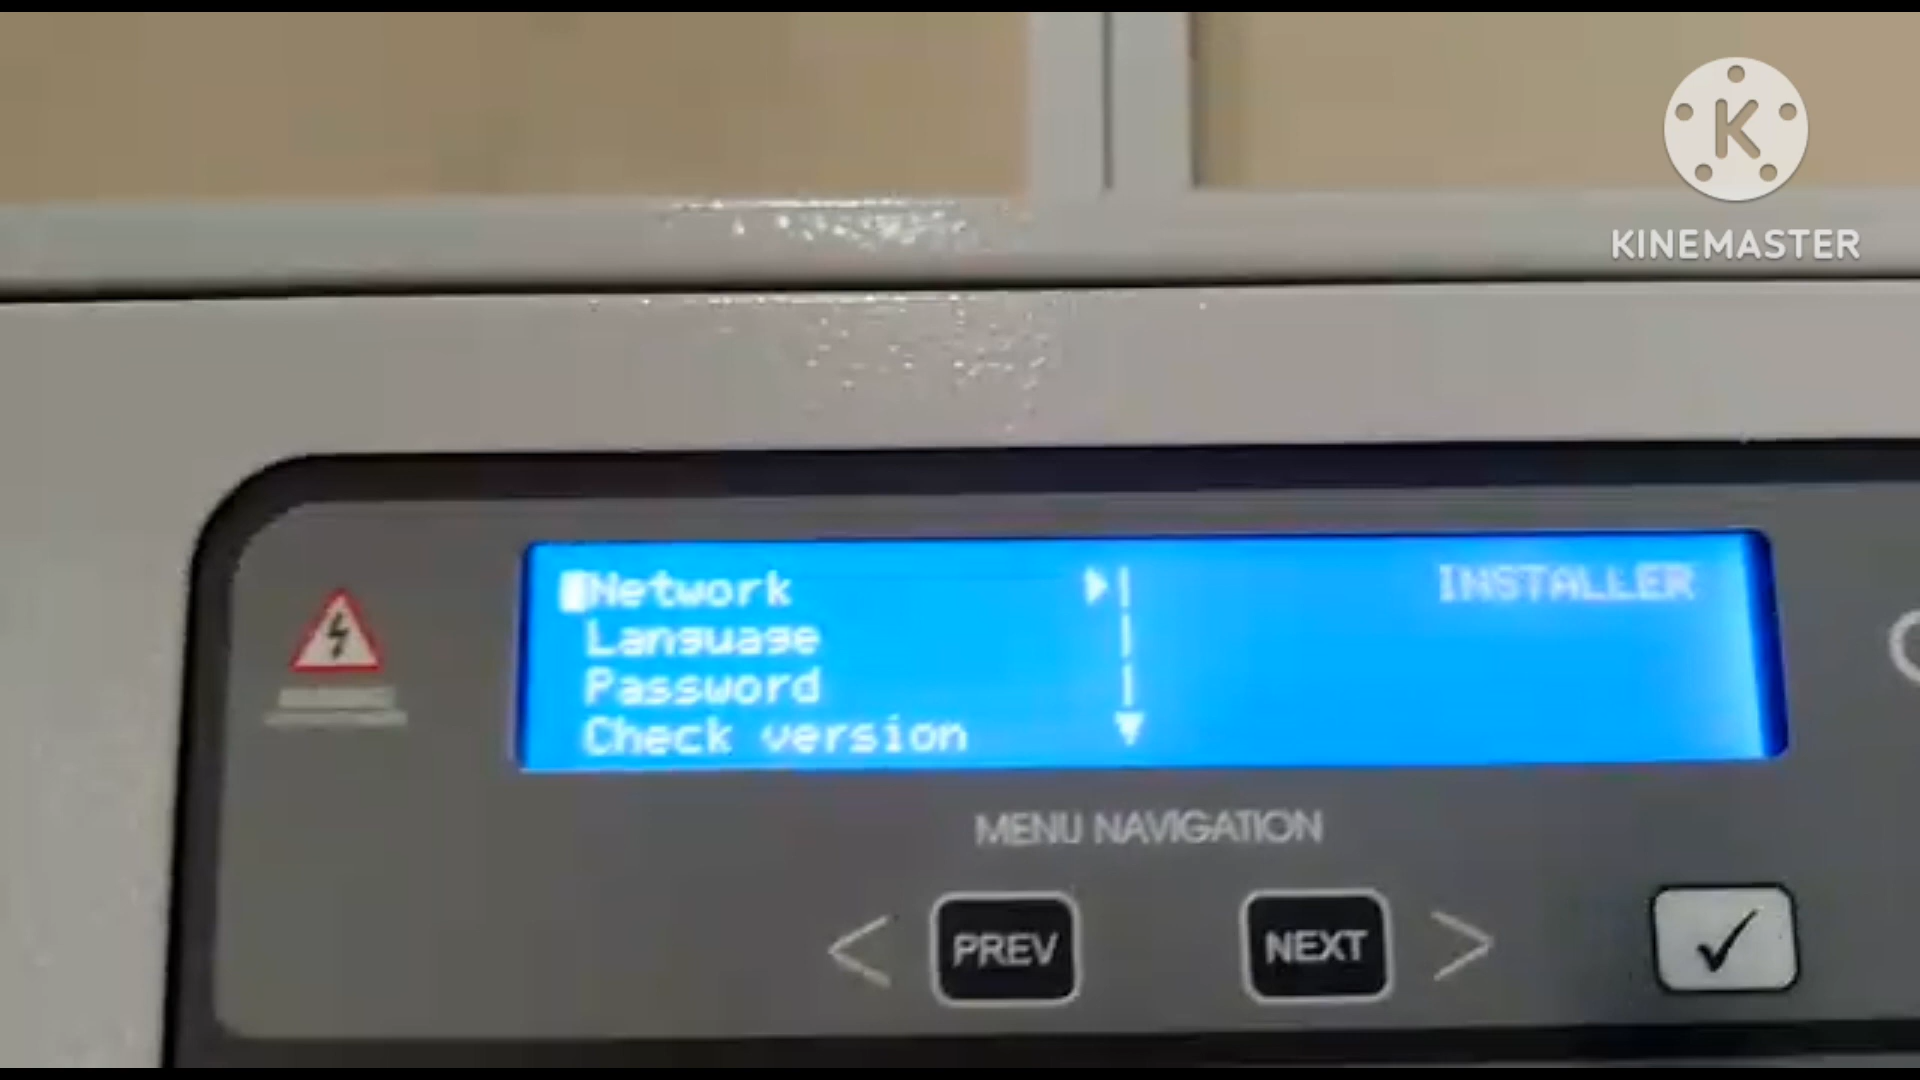 K
KINEMASTER
Network
INSTALLER
Language
Password
Check version
MENU NAVIGATION
< PREV NEXT >